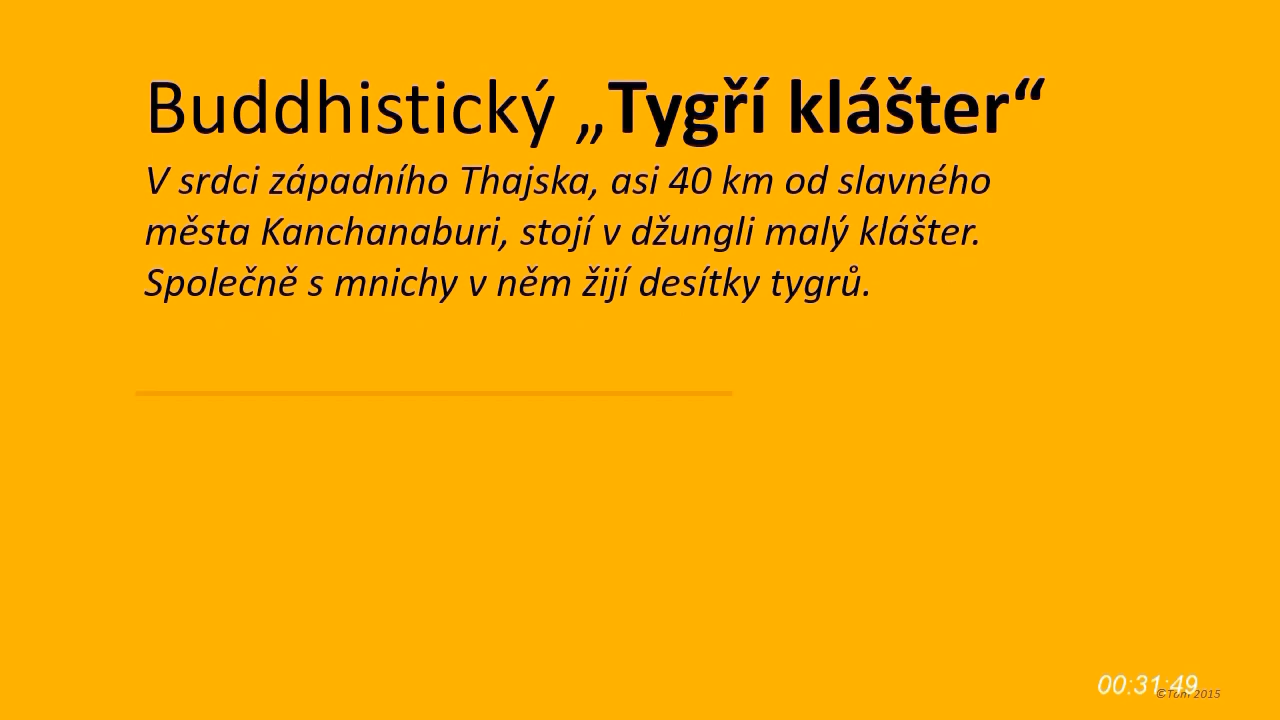 Buddhistický „Tygří klášter“
V srdci západního Thajska, asi 40 km od slavného
města Kanchanaburi, stojí v džungli malý klášter.
Společně s mnichy v něm žijí desítky tygrů.
00:31:49
2015